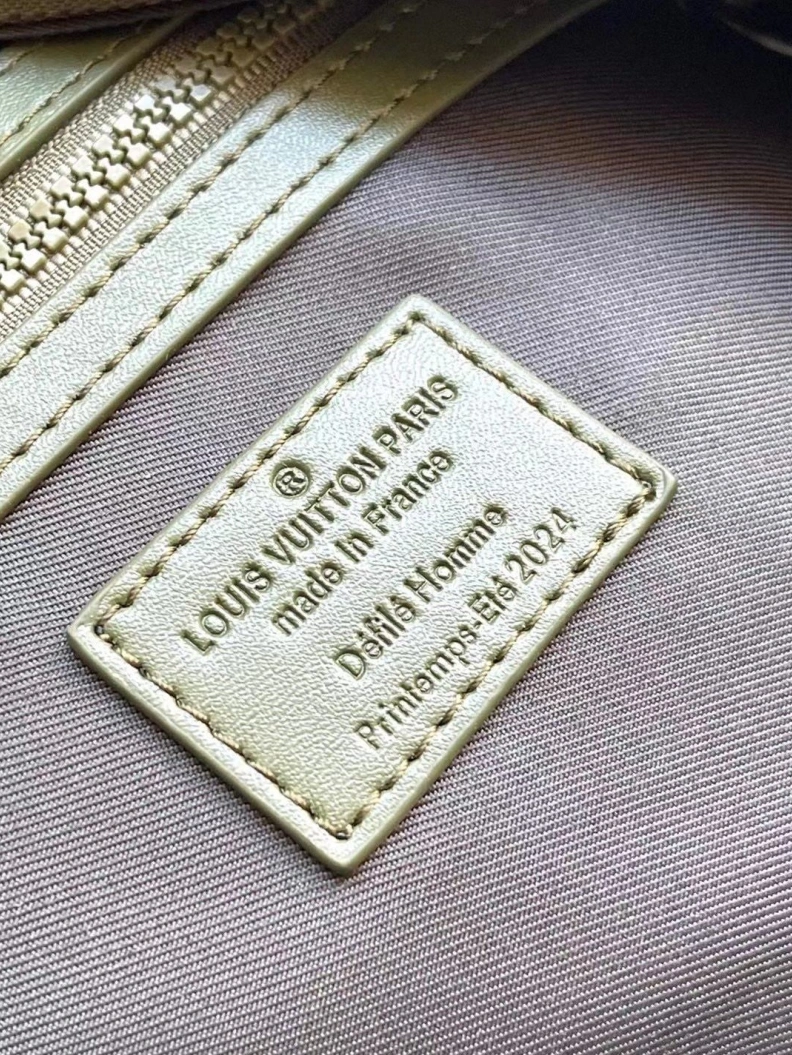 ®
LOUIS VUITTON PARIS
made in France
Défilé Homme
Printemps-Eté 2024